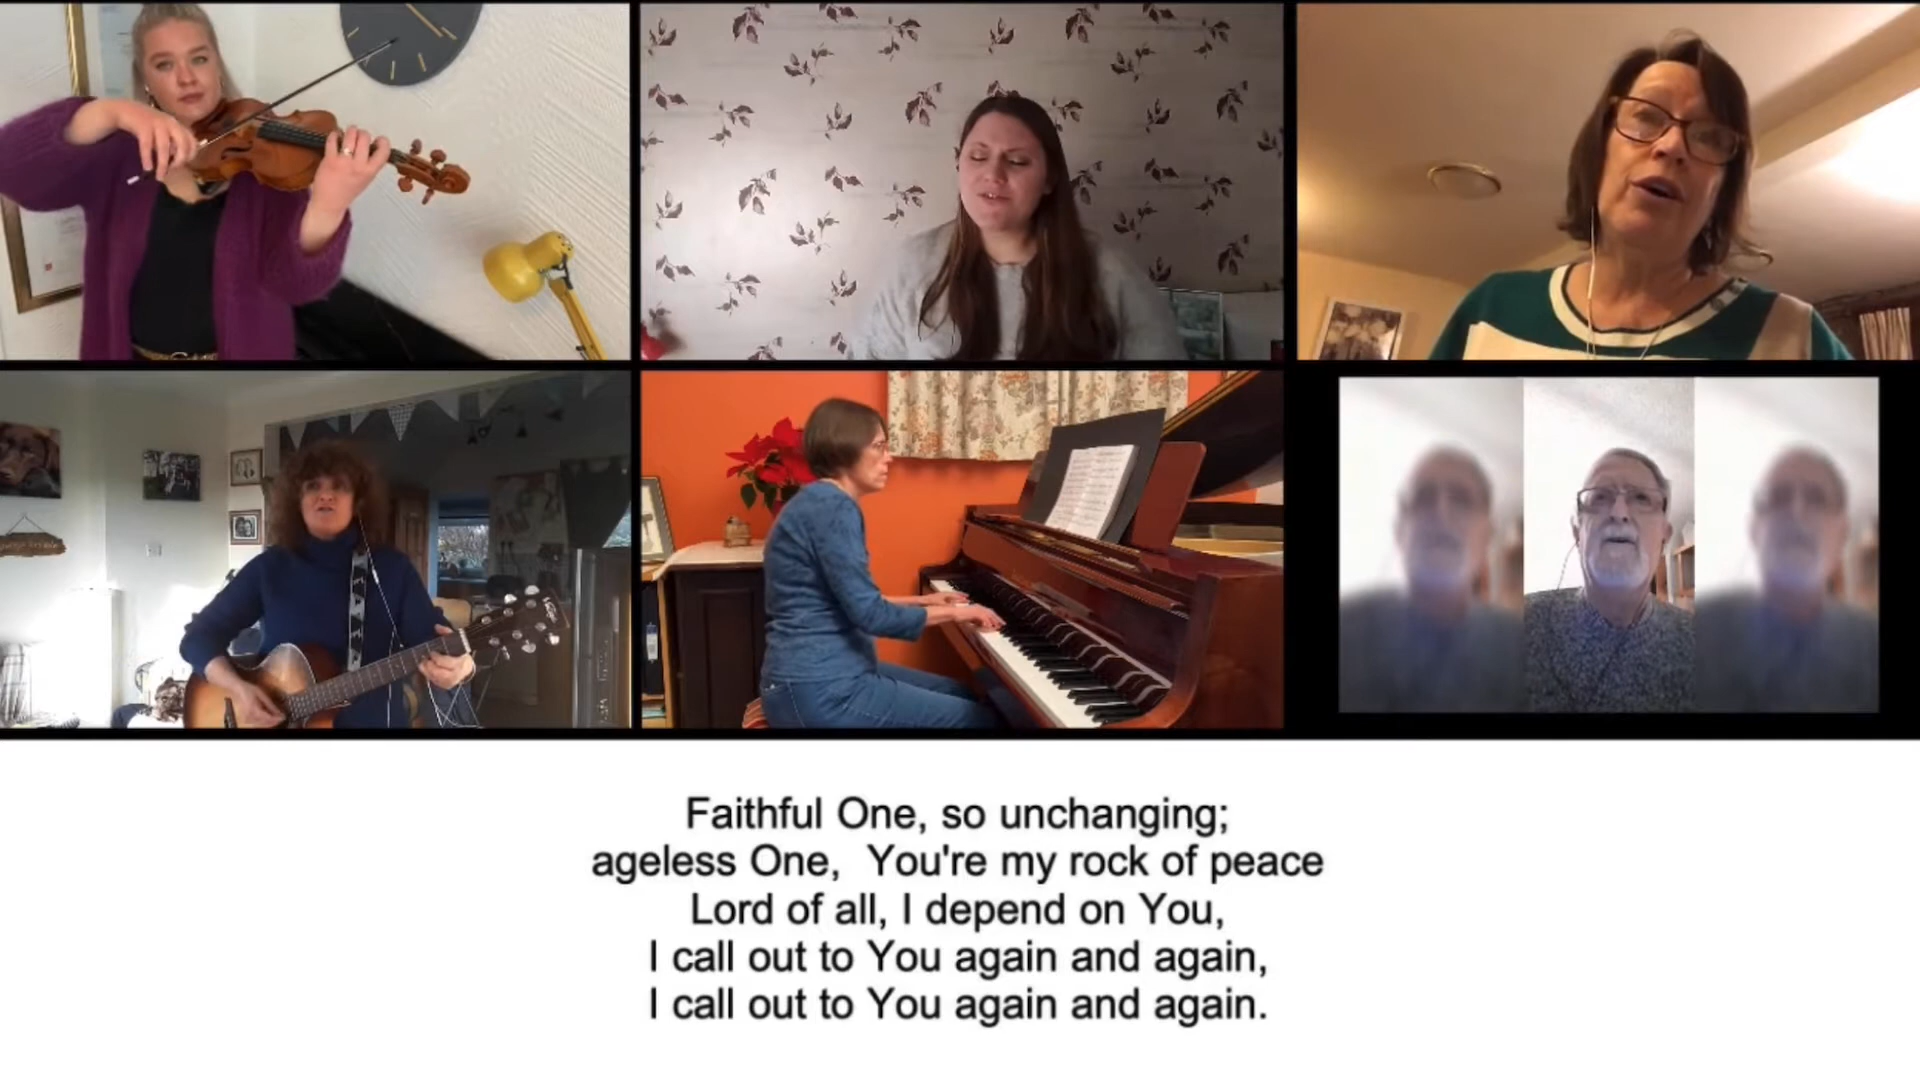 Faithful One, so unchanging;
ageless One,  You're my rock of peace
Lord of all, I depend on You,
I call out to You again and again,
I call out to You again and again.